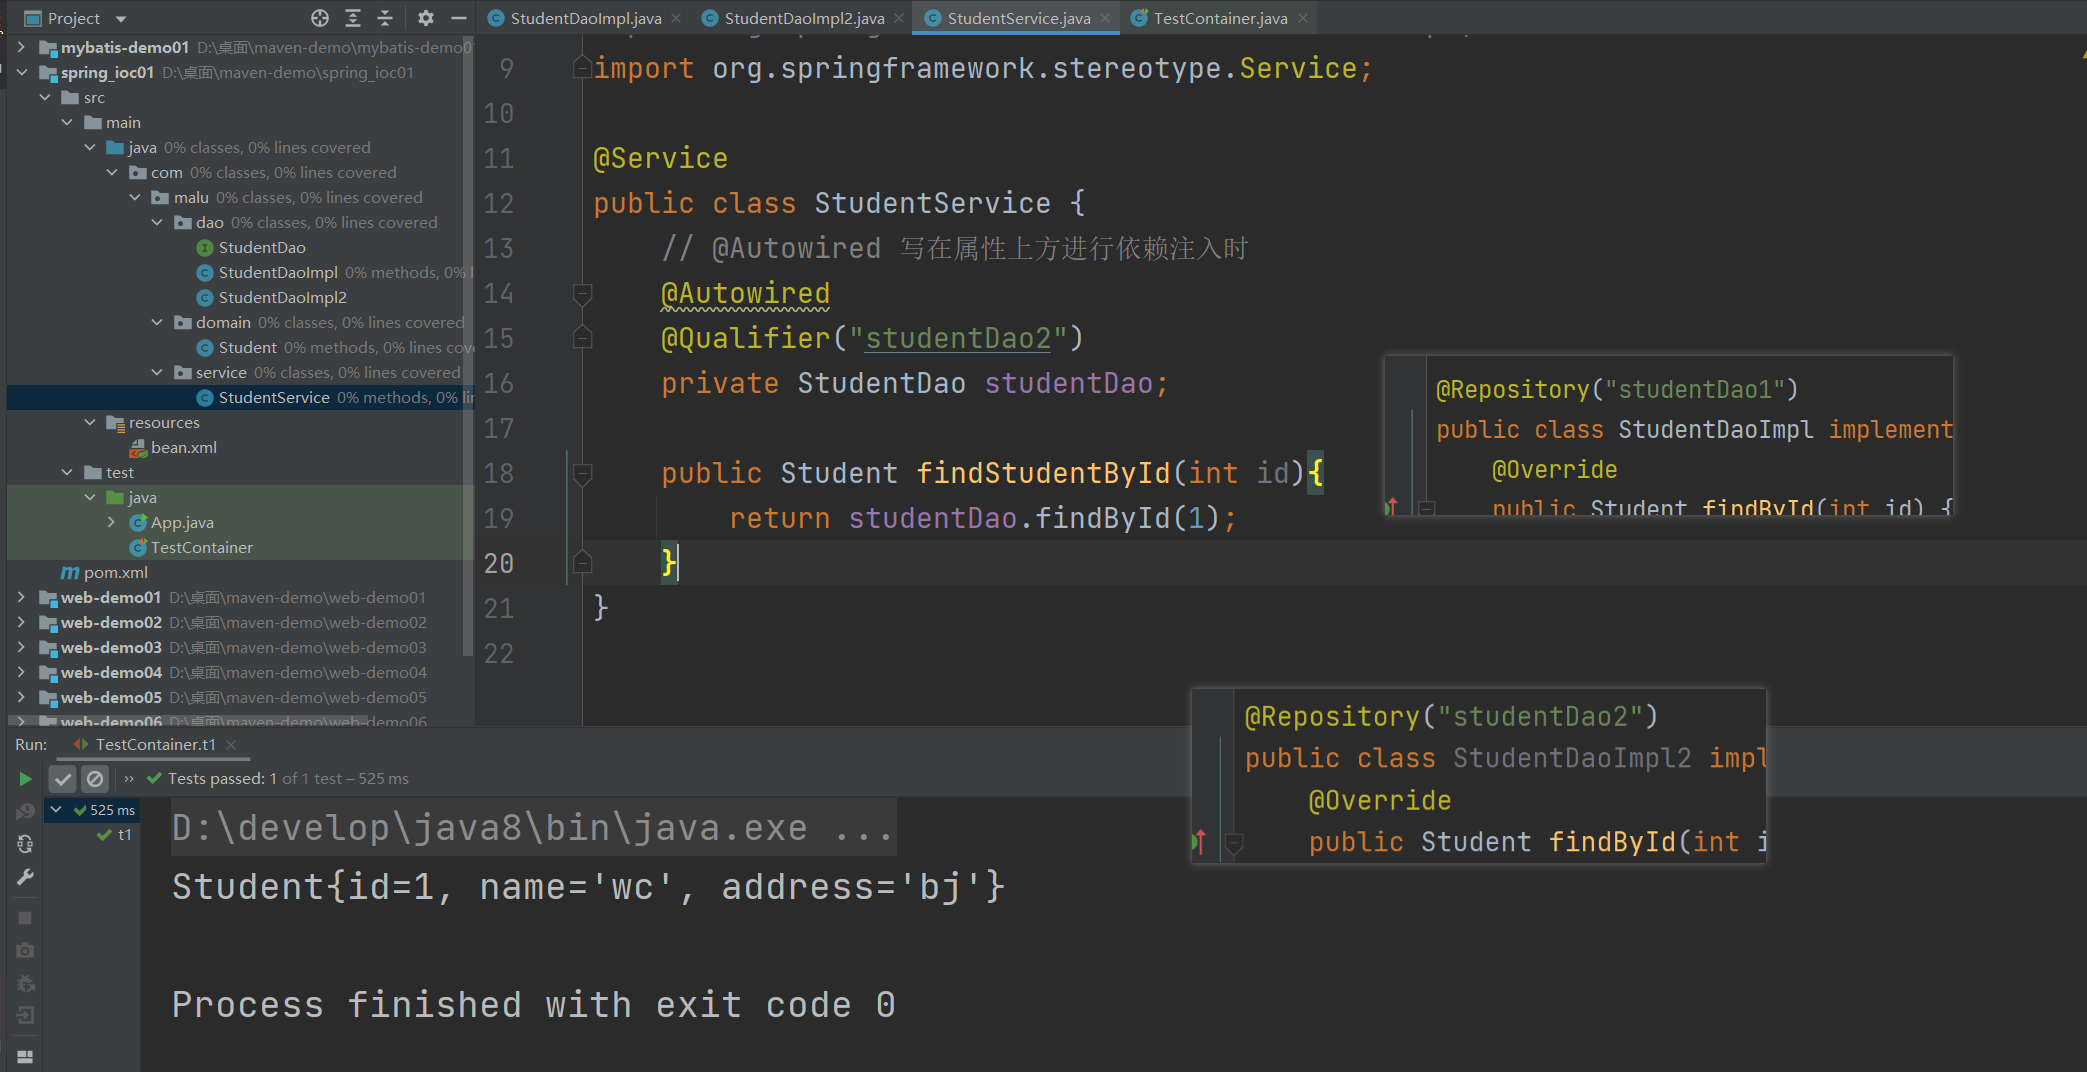 Project
StudentDaoImpl.java
StudentDaoImpl2.java
StudentService.java
TestContainer.java
mybatis-demo01 D:\桌面\maven-demo\mybatis-demo0
spring_ioc01 D:\桌面\maven-demo\spring_ioc01
src
main
java 0% classes, 0% lines covered
com 0% classes, 0% lines covered
malu 0% classes, 0% lines covered
dao 0% classes, 0% lines covered
StudentDao
StudentDaoImpl 0% methods, 0% l
StudentDaoImpl2
domain 0% classes, 0% lines covered
Student 0% methods, 0% lines cov
service 0% classes, 0% lines covered
StudentService 0% methods, 0% li
resources
bean.xml
test
java
App.java
TestContainer
pom.xml
web-demo01 D:\桌面\maven-demo\web-demo01
web-demo02 D:\桌面\maven-demo\web-demo02
web-demo03 D:\桌面\maven-demo\web-demo03
web-demo04 D:\桌面\maven-demo\web-demo04
web-demo05 D:\桌面\maven-demo\web-demo05
web-demo06 D:\桌面\maven-demo\web-demo06
9 import org.springframework.stereotype.Service;
10
11 @Service
12 public class StudentService {
13 // @Autowired 写在属性上方进行依赖注入时
14 @Autowired
15 @Qualifier("studentDao2")
16 private StudentDao studentDao;
17
18 public Student findStudentById(int id){
19 return studentDao.findById(1);
20 }
21 }
22
@Repository("studentDao1")
public class StudentDaoImpl implement
@Override
public Student findById(int id) {
@Repository("studentDao2")
public class StudentDaoImpl2 impl
@Override
public Student findById(int i
Run: TestContainer.t1
Tests passed: 1 of 1 test – 525 ms
525 ms
t1
D:\develop\java8\bin\java.exe ...
Student{id=1, name='wc', address='bj'}
Process finished with exit code 0